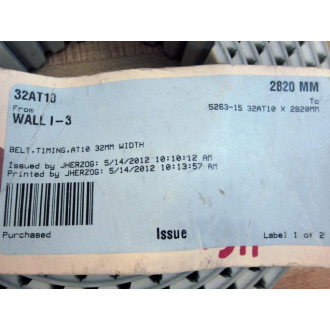 32AT10 2820 MM
From To
WALL I-3 5263-15 32AT10 X 2820MM
BELT,TIMING,AT10 32MM WIDTH
Issued by JHERZOG: 5/14/2012 10:10:12 AM
Printed by JHERZOG: 5/14/2012 10:13:57 AM
Purchased Issue Label 1 of 2